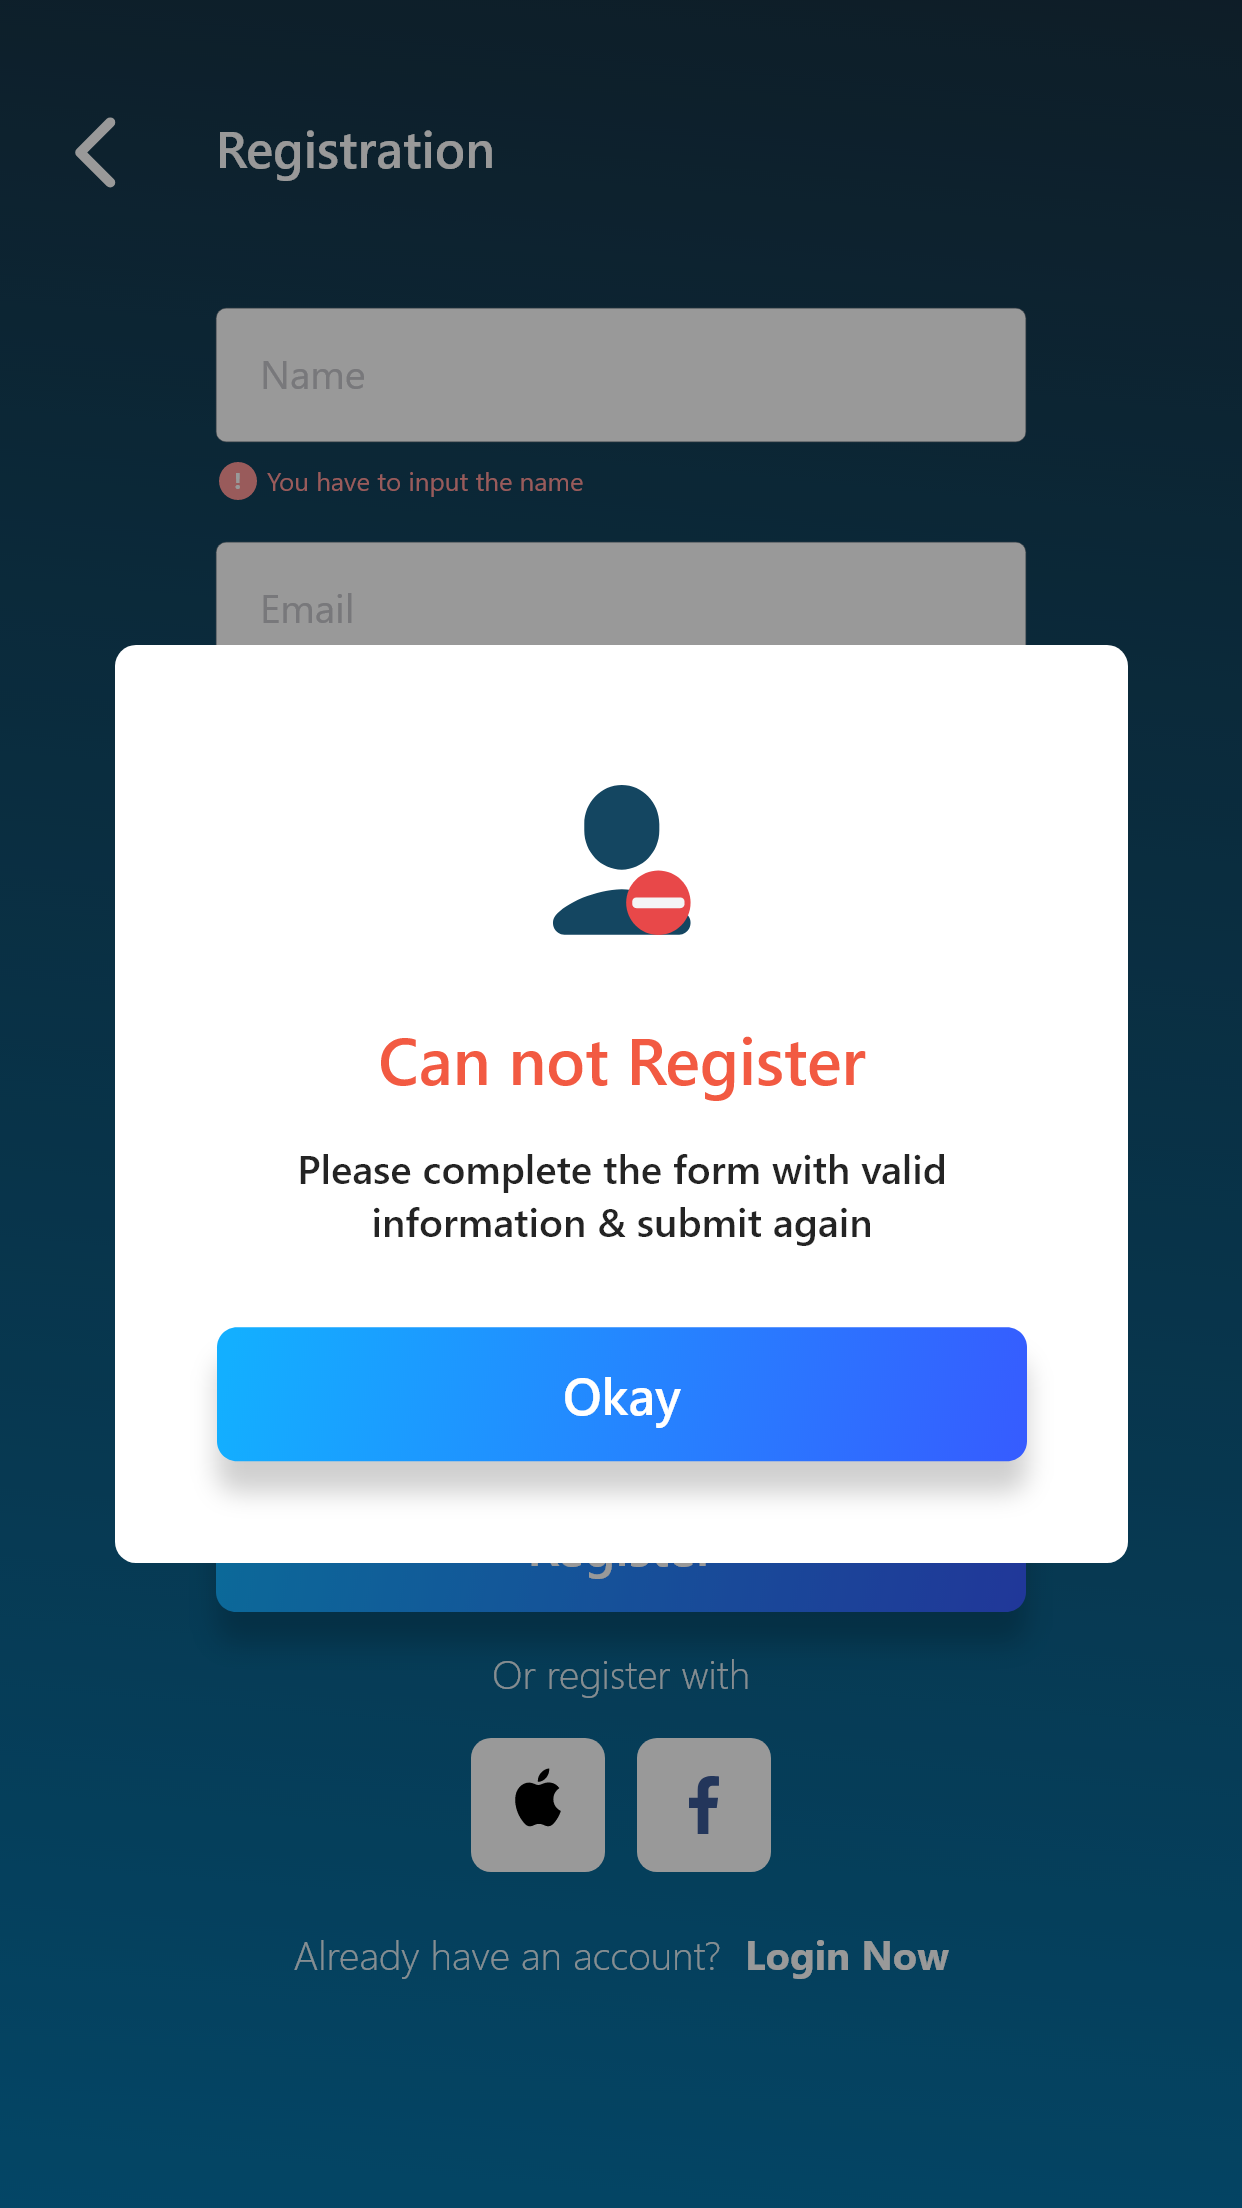 Registration
Name
! You have to input the name
Email
Can not Register
Please complete the form with valid
information & submit again
Okay
Register
Or register with
Already have an account? Login Now